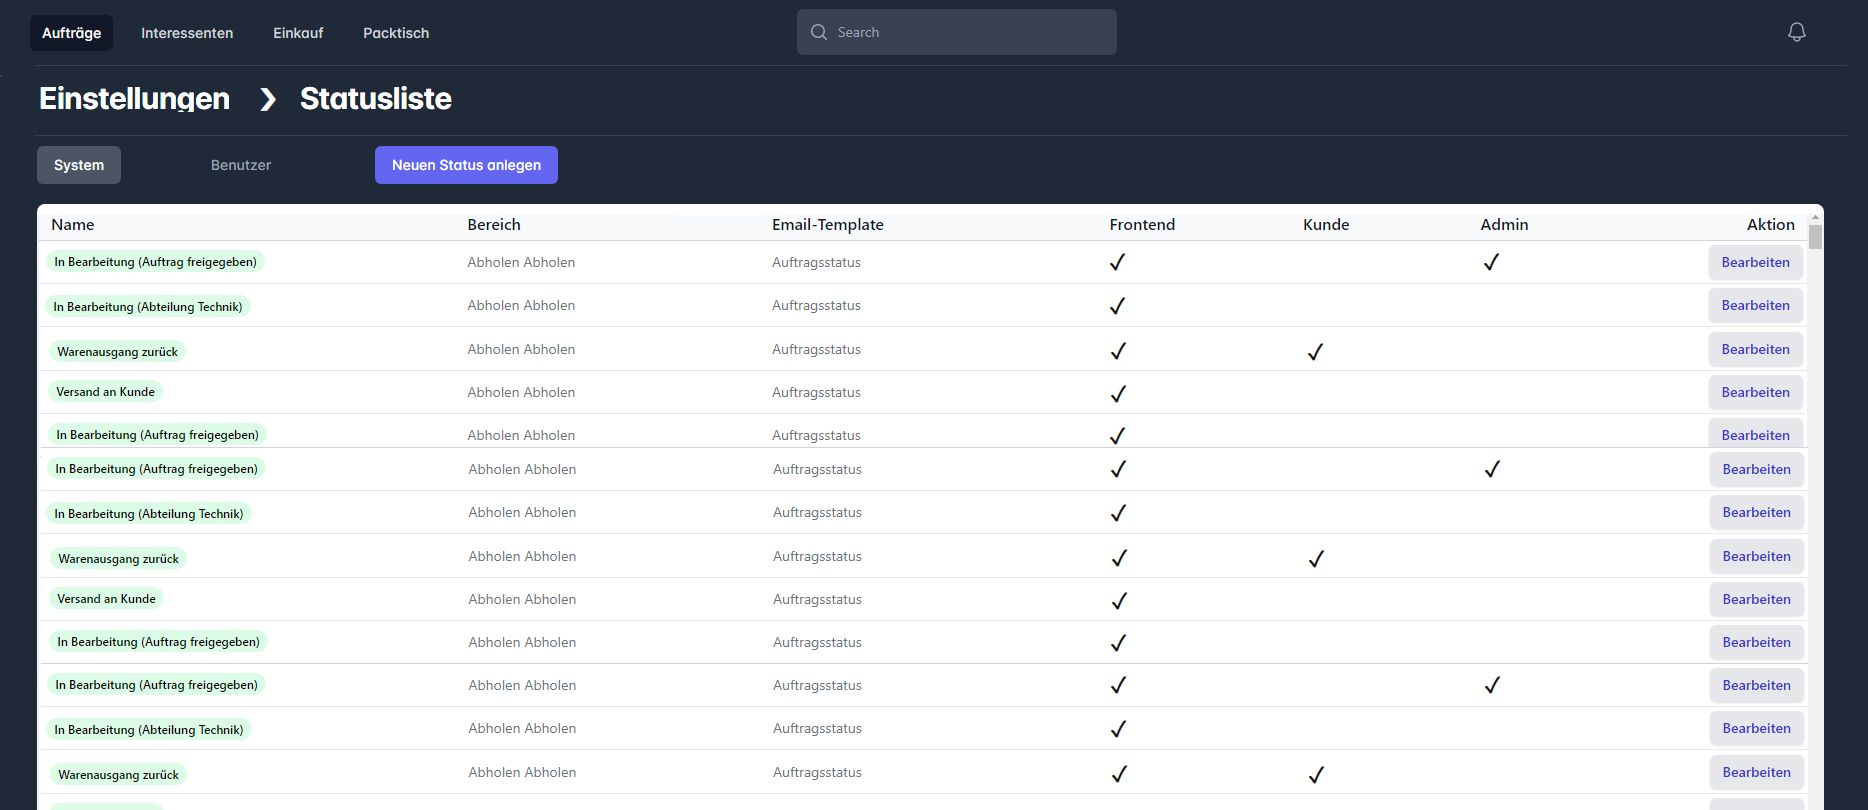 Aufträge Interessenten Einkauf Packtisch Search
Einstellungen ❯ Statusliste
System Benutzer Neuen Status anlegen
Name Bereich Email-Template Frontend Kunde Admin Aktion
In Bearbeitung (Auftrag freigegeben) Abholen Abholen Auftragsstatus ✓ ✓ Bearbeiten
In Bearbeitung (Abteilung Technik) Abholen Abholen Auftragsstatus ✓ Bearbeiten
Warenausgang zurück Abholen Abholen Auftragsstatus ✓ ✓ Bearbeiten
Versand an Kunde Abholen Abholen Auftragsstatus ✓ Bearbeiten
In Bearbeitung (Auftrag freigegeben) Abholen Abholen Auftragsstatus ✓ Bearbeiten
In Bearbeitung (Auftrag freigegeben) Abholen Abholen Auftragsstatus ✓ ✓ Bearbeiten
In Bearbeitung (Abteilung Technik) Abholen Abholen Auftragsstatus ✓ Bearbeiten
Warenausgang zurück Abholen Abholen Auftragsstatus ✓ ✓ Bearbeiten
Versand an Kunde Abholen Abholen Auftragsstatus ✓ Bearbeiten
In Bearbeitung (Auftrag freigegeben) Abholen Abholen Auftragsstatus ✓ Bearbeiten
In Bearbeitung (Auftrag freigegeben) Abholen Abholen Auftragsstatus ✓ ✓ Bearbeiten
In Bearbeitung (Abteilung Technik) Abholen Abholen Auftragsstatus ✓ Bearbeiten
Warenausgang zurück Abholen Abholen Auftragsstatus ✓ ✓ Bearbeiten